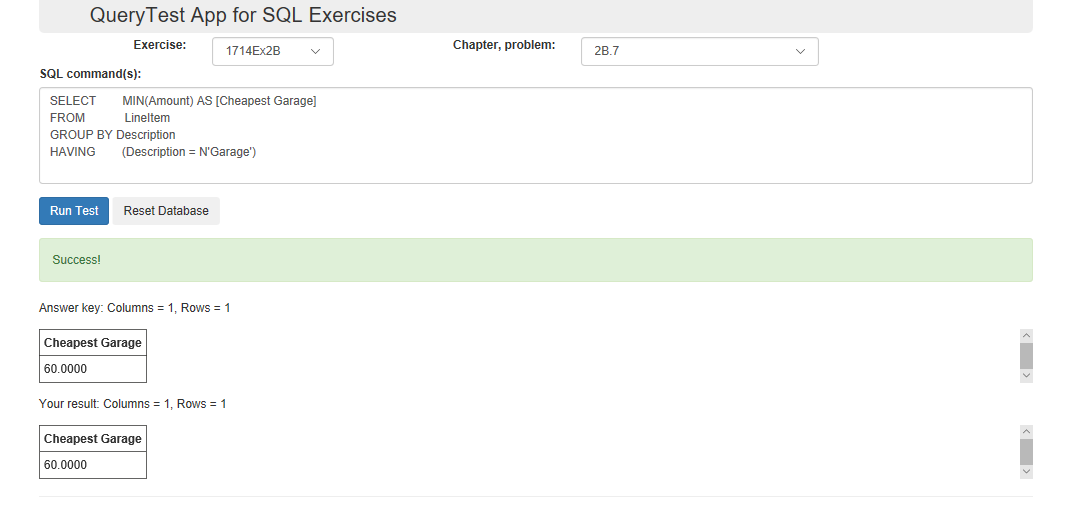 QueryTest App for SQL Exercises
Exercise: 1714Ex2B Chapter, problem: 2B.7
SQL command(s):
SELECT MIN(Amount) AS [Cheapest Garage]
FROM LineItem
GROUP BY Description
HAVING (Description = N'Garage')
Run Test Reset Database
Success!
Answer key: Columns = 1, Rows = 1
Cheapest Garage
60.0000
Your result: Columns = 1, Rows = 1
Cheapest Garage
60.0000